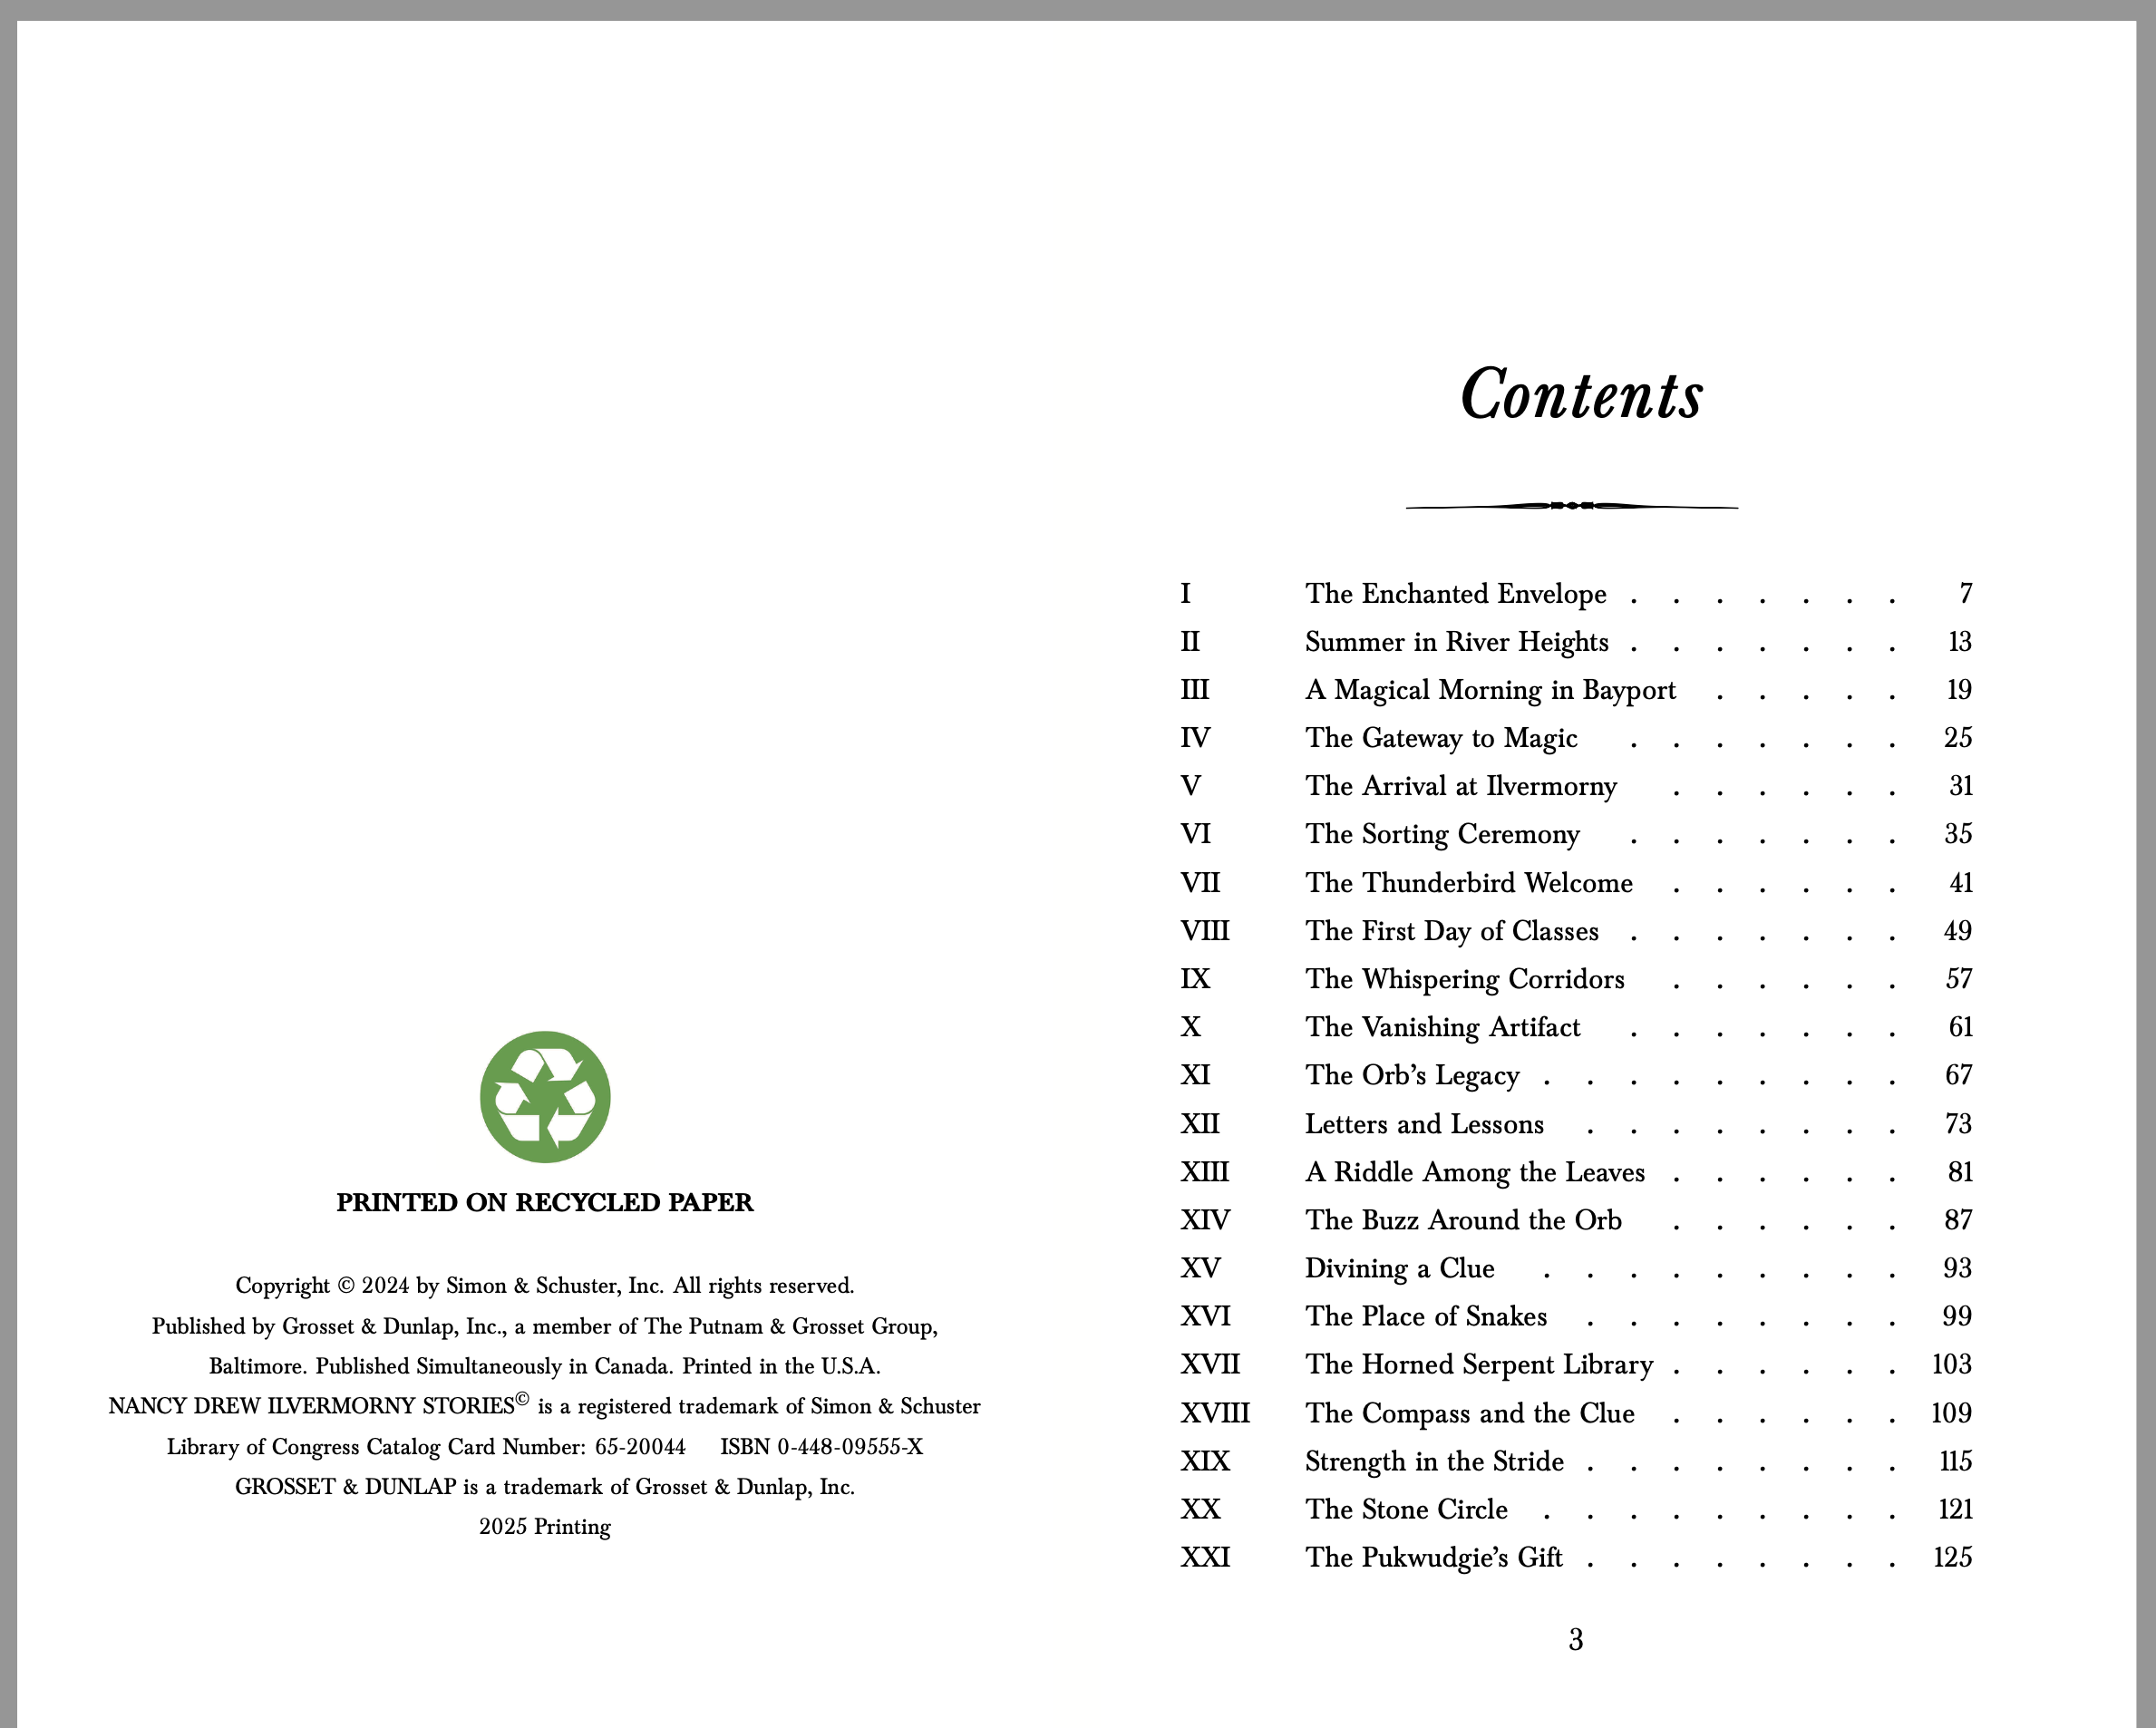 PRINTED ON RECYCLED PAPER
Copyright © 2024 by Simon & Schuster, Inc. All rights reserved.
Published by Grosset & Dunlap, Inc., a member of The Putnam & Grosset Group,
Baltimore. Published Simultaneously in Canada. Printed in the U.S.A.
NANCY DREW ILVERMORNY STORIES© is a registered trademark of Simon & Schuster
Library of Congress Catalog Card Number: 65-20044 ISBN 0-448-09555-X
GROSSET & DUNLAP is a trademark of Grosset & Dunlap, Inc.
2025 Printing
Contents
I The Enchanted Envelope . . . . . . . 7
II Summer in River Heights . . . . . . . 13
III A Magical Morning in Bayport . . . . . 19
IV The Gateway to Magic . . . . . . . 25
V The Arrival at Ilvermorny . . . . . . 31
VI The Sorting Ceremony . . . . . . . 35
VII The Thunderbird Welcome . . . . . . 41
VIII The First Day of Classes . . . . . . . 49
IX The Whispering Corridors . . . . . . 57
X The Vanishing Artifact . . . . . . . 61
XI The Orb’s Legacy . . . . . . . . . 67
XII Letters and Lessons . . . . . . . . 73
XIII A Riddle Among the Leaves . . . . . . 81
XIV The Buzz Around the Orb . . . . . . 87
XV Divining a Clue . . . . . . . . . 93
XVI The Place of Snakes . . . . . . . . 99
XVII The Horned Serpent Library . . . . . . 103
XVIII The Compass and the Clue . . . . . . 109
XIX Strength in the Stride . . . . . . . . 115
XX The Stone Circle . . . . . . . . . 121
XXI The Pukwudgie’s Gift . . . . . . . . 125
3